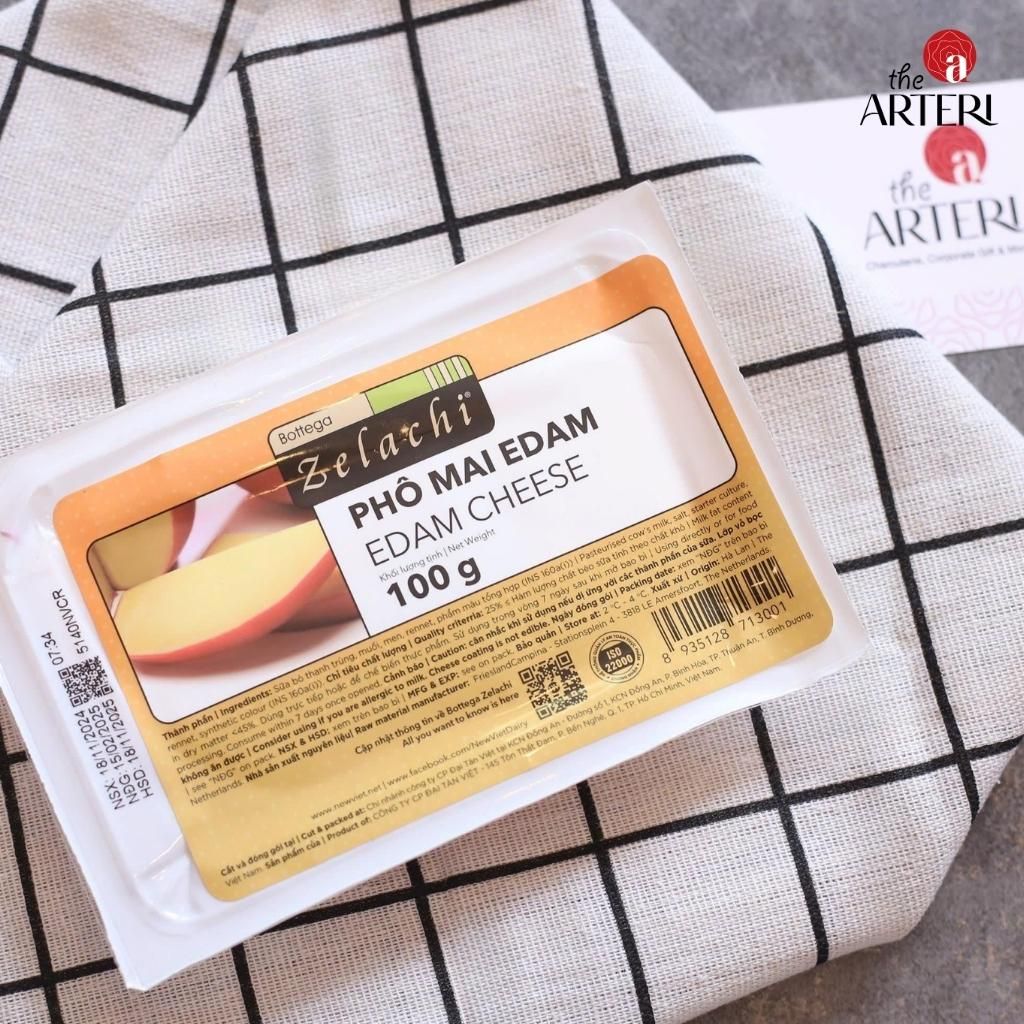 the
a
ARTERI
the
a
ARTERI
Charcuterie, Corporate Gift &
Bottega
Zelachi®
PHÔ MAI EDAM
EDAM CHEESE
Khối lượng tịnh | Net Weight
100 g
Thành phần | Ingredients: Sữa bò thanh trùng, muối, men, rennet, phẩm màu tổng hợp (INS 160a(i)) | Pasteurised cow's milk, salt, starter culture,
rennet, synthetic colour (INS 160a(i)). Chỉ tiêu chất lượng | Quality criterria: 25% ≤ Hàm lượng chất béo sữa tính theo chất khô | Milk fat content
in dry matter <45%. Dùng trực tiếp hoặc để chế biến thực phẩm. Sử dụng trong vòng 7 ngày sau khi mở bao bì | Using directly or for food
processing. Consume within 7 days once opened. Cảnh báo | Caution: cân nhắc khi sử dụng nếu dị ứng với các thành phần của sữa. Lớp vỏ bọc
không ăn được | Consider using if you are allergic to milk. Cheese coating is not edible. Ngày đóng gói | Packing date: xem "NĐG" trên bao bì
| see "NĐG" on pack. NSX & HSD: xem trên bao bì | MFG & EXP: see on pack. Bảo quản | Store at: 2 °C - 4 °C. Xuất xứ | Origin: Hà Lan | The
Netherlands. Nhà sản xuất nguyên liệu | Raw material manufacturer: FrieslandCampina - Stationsplein 4 - 3818 LE Amersfoort, The Netherlands.
Cập nhật thông tin về Bottega Zelachi
All you want to know is here
ISO
22000
8 935128 713001
www.newviet.net | www.facebook.com/NewVietDairy
Cắt và đóng gói tại | Cut & packed at: Chi nhánh công ty CP Đại Tân Việt tại KCN Đồng An - Đường số 1, KCN Đồng An, P. Bình Hòa, TP. Thuận An, T. Bình Dương,
Việt Nam. Sản phẩm của | Product of: CÔNG TY CP ĐẠI TÂN VIỆT - 145 Tôn Thất Đạm, P. Bến Nghé, Q. 1, TP. Hồ Chí Minh, Việt Nam.
NSX: 18/11/2024 07:34
NĐG: 15/02/2025 5140NVCR
HSD: 18/11/2025